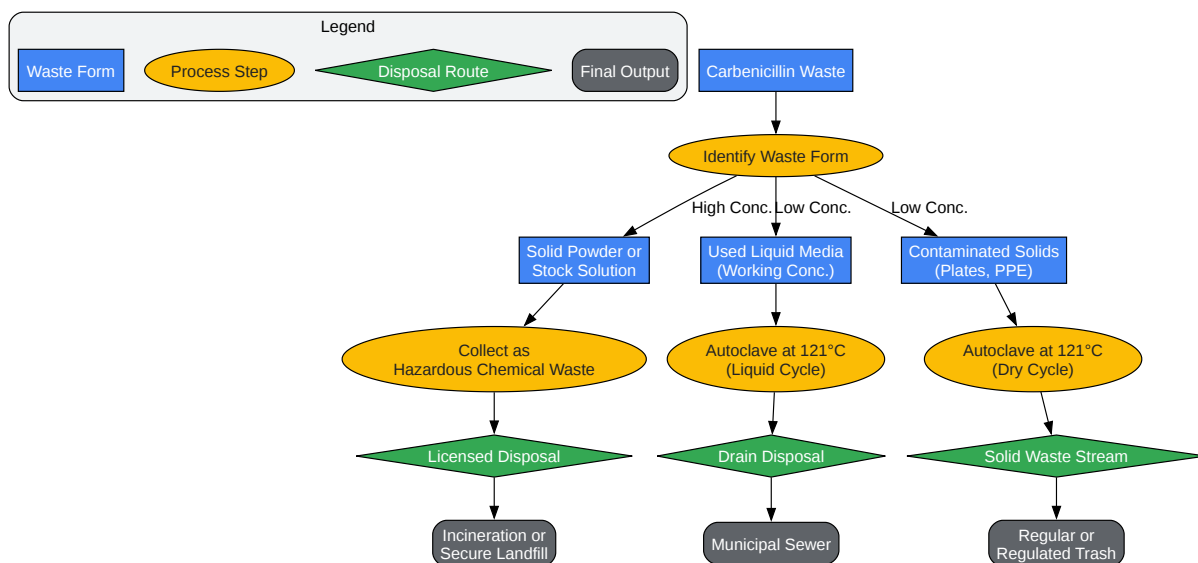 Legend
Waste Form
Process Step
Disposal Route
Final Output
Carbenicillin Waste
Identify Waste Form
High Conc.
Low Conc.
Low Conc.
Solid Powder or
Stock Solution
Used Liquid Media
(Working Conc.)
Contaminated Solids
(Plates, PPE)
Collect as
Hazardous Chemical Waste
Autoclave at 121°C
(Liquid Cycle)
Autoclave at 121°C
(Dry Cycle)
Licensed Disposal
Drain Disposal
Solid Waste Stream
Incineration or
Secure Landfill
Municipal Sewer
Regular or
Regulated Trash